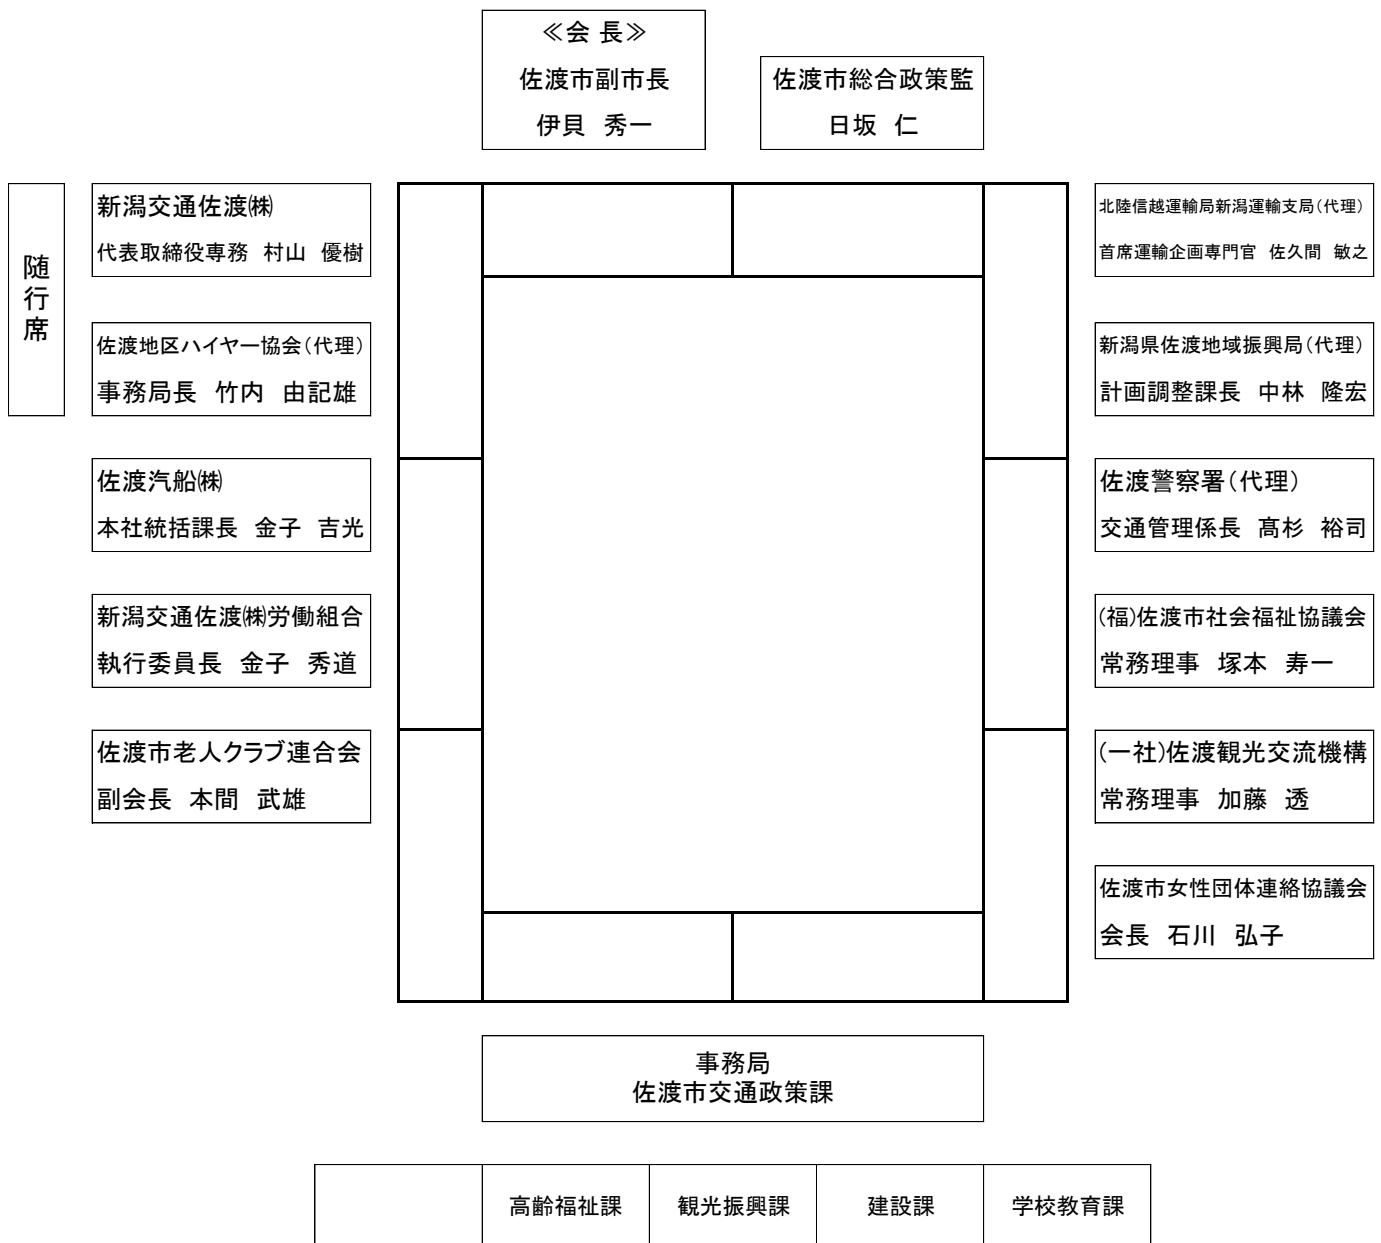 ≪会 長≫
佐渡市副市長
伊貝　秀一
佐渡市総合政策監
日坂　仁
随行席
新潟交通佐渡㈱
代表取締役専務　村山　優樹
佐渡地区ハイヤー協会（代理）
事務局長　竹内　由記雄
佐渡汽船㈱
本社統括課長　金子　吉光
新潟交通佐渡㈱労働組合
執行委員長　金子　秀道
佐渡市老人クラブ連合会
副会長　本間　武雄
北陸信越運輸局新潟運輸支局（代理）
首席運輸企画専門官　佐久間　敏之
新潟県佐渡地域振興局（代理）
計画調整課長　中林　隆宏
佐渡警察署（代理）
交通管理係長　髙杉　裕司
(福)佐渡市社会福祉協議会
常務理事　塚本　寿一
(一社)佐渡観光交流機構
常務理事　加藤　透
佐渡市女性団体連絡協議会
会長　石川　弘子
事務局
佐渡市交通政策課
高齢福祉課
観光振興課
建設課
学校教育課